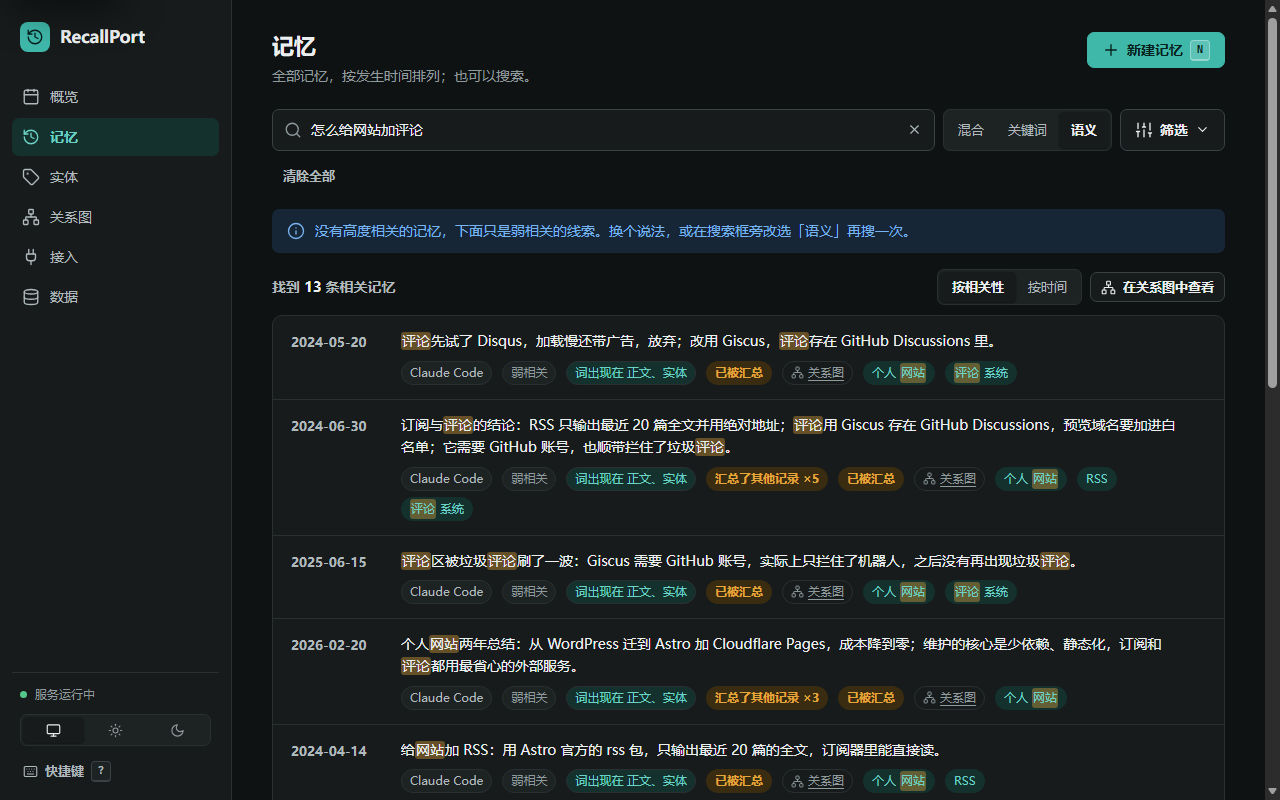 RecallPort
概览
记忆
实体
关系图
接入
数据
服务运行中
快捷键 ?
记忆
全部记忆，按发生时间排列；也可以搜索。
新建记忆 N
怎么给网站加评论
混合 关键词 语义
筛选
清除全部
没有高度相关的记忆，下面只是弱相关的线索。换个说法，或在搜索框旁改选「语义」再搜一次。
找到 13 条相关记忆
按相关性 按时间
在关系图中查看
2024-05-20
评论先试了 Disqus，加载慢还带广告，放弃；改用 Giscus，评论存在 GitHub Discussions 里。
Claude Code 弱相关 词出现在 正文、实体 已被汇总 关系图 个人 网站 评论 系统
2024-06-30
订阅与评论的结论：RSS 只输出最近 20 篇全文并用绝对地址；评论用 Giscus 存在 GitHub Discussions，预览域名要加进白
名单；它需要 GitHub 账号，也顺带拦住了垃圾评论。
Claude Code 弱相关 词出现在 正文、实体 汇总了其他记录 ×5 已被汇总 关系图 个人 网站 RSS
评论 系统
2025-06-15
评论区被垃圾评论刷了一波：Giscus 需要 GitHub 账号，实际上只拦住了机器人，之后没有再出现垃圾评论。
Claude Code 弱相关 词出现在 正文、实体 已被汇总 关系图 个人 网站 评论 系统
2026-02-20
个人网站两年总结：从 WordPress 迁到 Astro 加 Cloudflare Pages，成本降到零；维护的核心是少依赖、静态化，订阅和
评论都用最省心的外部服务。
Claude Code 弱相关 词出现在 正文、实体 汇总了其他记录 ×3 已被汇总 关系图 个人 网站
2024-04-14
给网站加 RSS：用 Astro 官方的 rss 包，只输出最近 20 篇的全文，订阅器里能直接读。
Claude Code 弱相关 词出现在 正文、实体 已被汇总 关系图 个人 网站 RSS